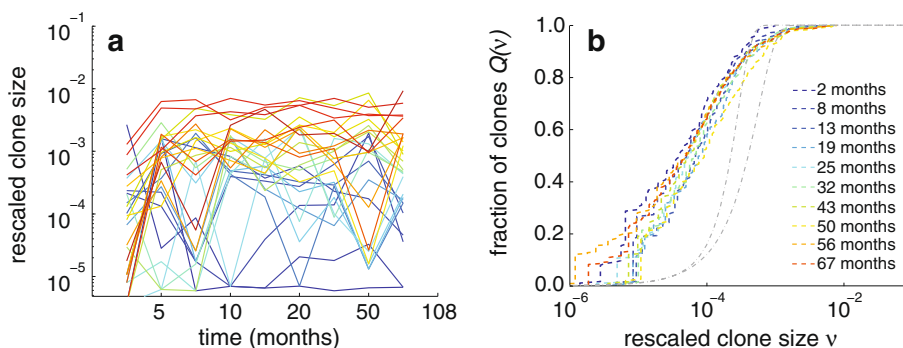 a
rescaled clone size
10⁻¹
10⁻²
10⁻³
10⁻⁴
10⁻⁵
5 10 20 50 108
time (months)
b
fraction of clones Q(ν)
1.0
0.8
0.6
0.4
0.2
0.0
10⁻⁶ 10⁻⁴ 10⁻²
rescaled clone size ν
2 months
8 months
13 months
19 months
25 months
32 months
43 months
50 months
56 months
67 months